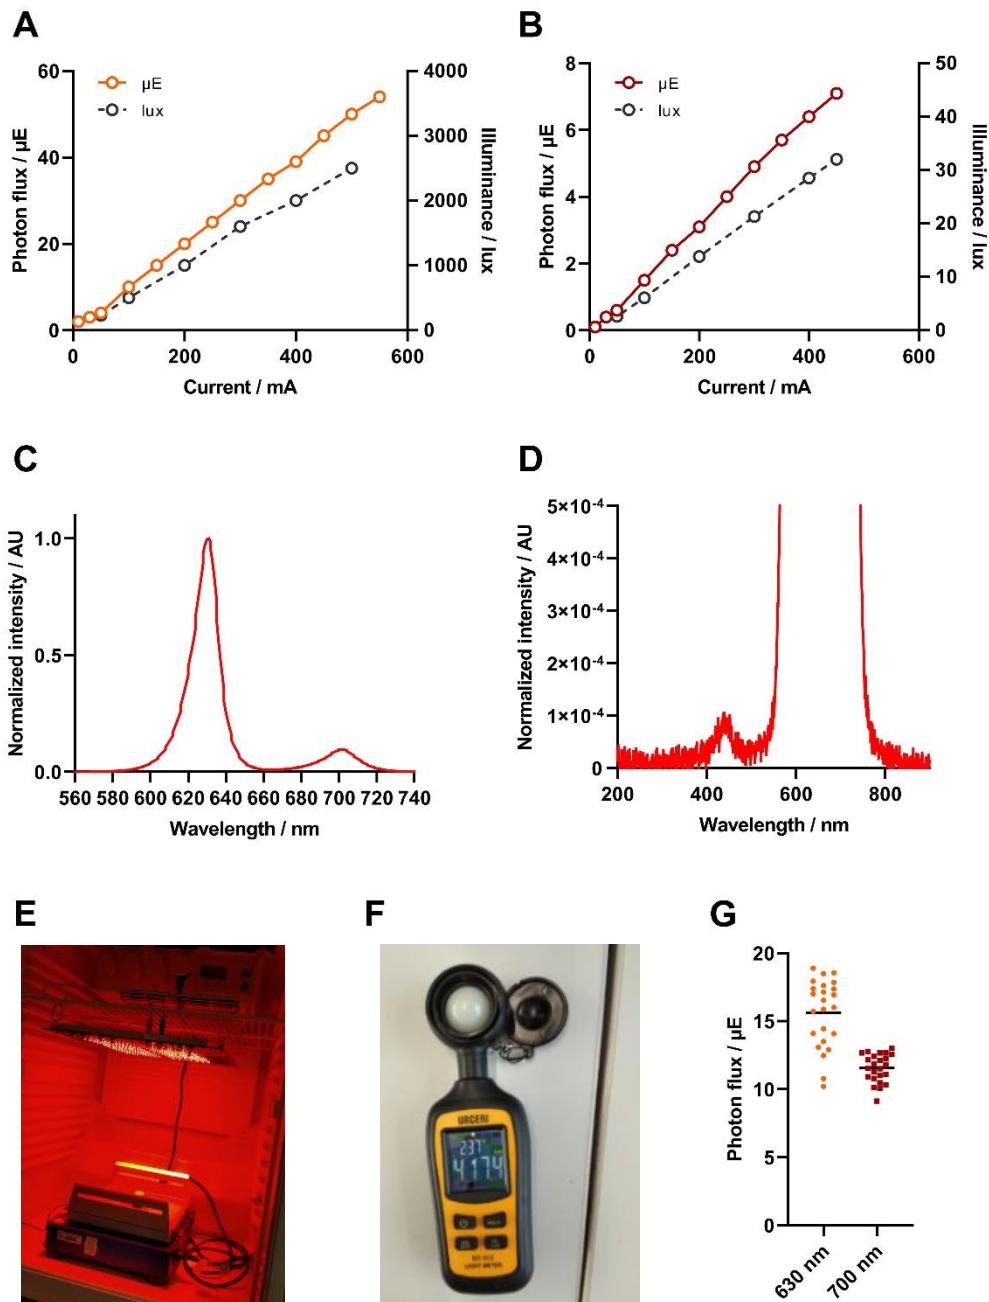 A
60
40
20
0
0 200 400 600
Photon flux / µE
Current / mA
4000
3000
2000
1000
0
Illuminance / lux
µE
lux
B
8
6
4
2
0
0 200 400 600
Photon flux / µE
Current / mA
50
40
30
20
10
0
Illuminance / lux
µE
lux
C
1.0
0.5
0.0
560 580 600 620 640 660 680 700 720 740
Normalized intensity / AU
Wavelength / nm
D
5×10-4
4×10-4
3×10-4
2×10-4
1×10-4
0
200 400 600 800
Normalized intensity / AU
Wavelength / nm
E
F
URCERI
4174
LIGHT METER
G
20
15
10
5
0
Photon flux / µE
630 nm
700 nm